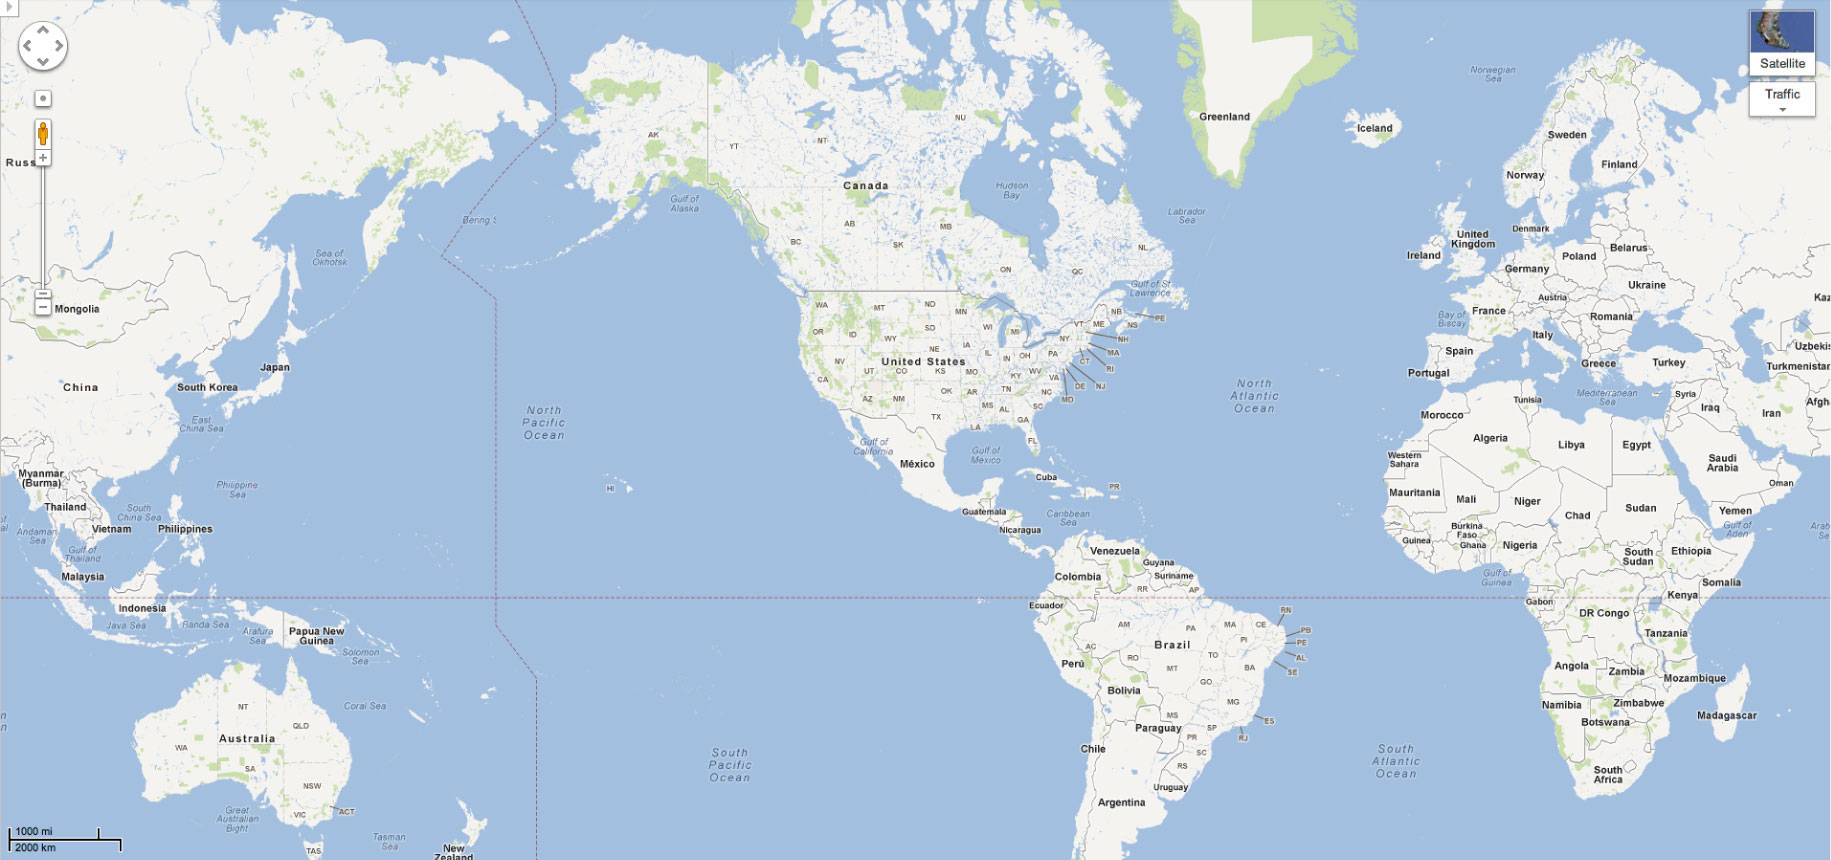 Satellite
Traffic
Norwegian
Sea
Greenland
NU
Iceland
AK
YT
NT
Sweden
Finland
Norway
Canada
Hudson
Bay
Gulf of
Alaska
Labrador
Sea
Bering S
AB
MB
BC
SK
NL
ON
QC
Denmark
United
Kingdom
Ireland
Belarus
Poland
Germany
Ukraine
Sea of
Okhotsk
Gulf of St
Lawrence
Austria
Kaz
Mongolia
WA
MT
ND
MN
NB
PE
NS
France
Romania
Bay of
Biscay
OR
ID
SD
WI
MI
VT
ME
NH
WY
NY
MA
Italy
NE
IA
IL
IN
OH
PA
CT
RI
Spain
Uzbekis
Greece
Turkey
Turkmenistan
Portugal
Japan
NV
United States
UT
CO
KS
MO
KY
WV
VA
DE
NJ
MD
China
South Korea
CA
AZ
NM
OK
AR
TN
NC
SC
MS
AL
GA
TX
LA
FL
North
Pacific
Ocean
North
Atlantic
Ocean
Mediterranean
Sea
Tunisia
Syria
Iraq
Iran
Afgh
Morocco
East
China Sea
Algeria
Libya
Egypt
Gulf of
California
Gulf of
Mexico
México
Western
Sahara
Saudi
Arabia
Myanmar
(Burma)
Cuba
PR
HI
Oman
Philippine
Sea
Mauritania
Mali
Niger
Chad
Sudan
Yemen
Thailand
South
China Sea
Guatemala
Caribbean
Sea
Nicaragua
Vietnam
Philippines
Andaman
Sea
Gulf of
Thailand
Burkina
Faso
Guinea
Ghana
Nigeria
South
Sudan
Ethiopia
Gulf of
Aden
Arab
Se
Malaysia
Venezuela
Guyana
Suriname
Colombia
RR
AP
Gulf of
Guinea
Somalia
Kenya
Indonesia
Ecuador
Gabon
DR Congo
Java Sea
Banda Sea
Arafura
Sea
Papua New
Guinea
Solomon
Sea
AM
PA
MA
CE
RN
PB
PE
AL
SE
PI
Brazil
AC
RO
TO
MT
BA
Tanzania
Perú
Angola
Zambia
Mozambique
Bolivia
GO
MG
ES
Namibia
Zimbabwe
Botswana
Madagascar
NT
QLD
Coral Sea
WA
Australia
SA
NSW
VIC
ACT
TAS
MS
Paraguay
SP
PR
RJ
SC
RS
Chile
Uruguay
Argentina
South
Pacific
Ocean
South
Atlantic
Ocean
South
Africa
Great
Australian
Bight
Tasman
Sea
New
Zealand
1000 mi
2000 km